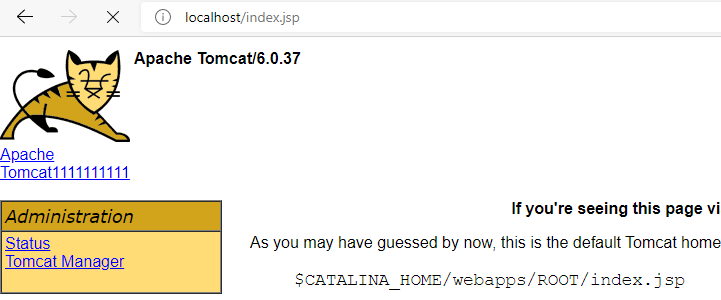 localhost/index.jsp
Apache Tomcat/6.0.37
Apache
Tomcat1111111111
Administration
Status
Tomcat Manager
If you're seeing this page vi
As you may have guessed by now, this is the default Tomcat home
$CATALINA_HOME/webapps/ROOT/index.jsp